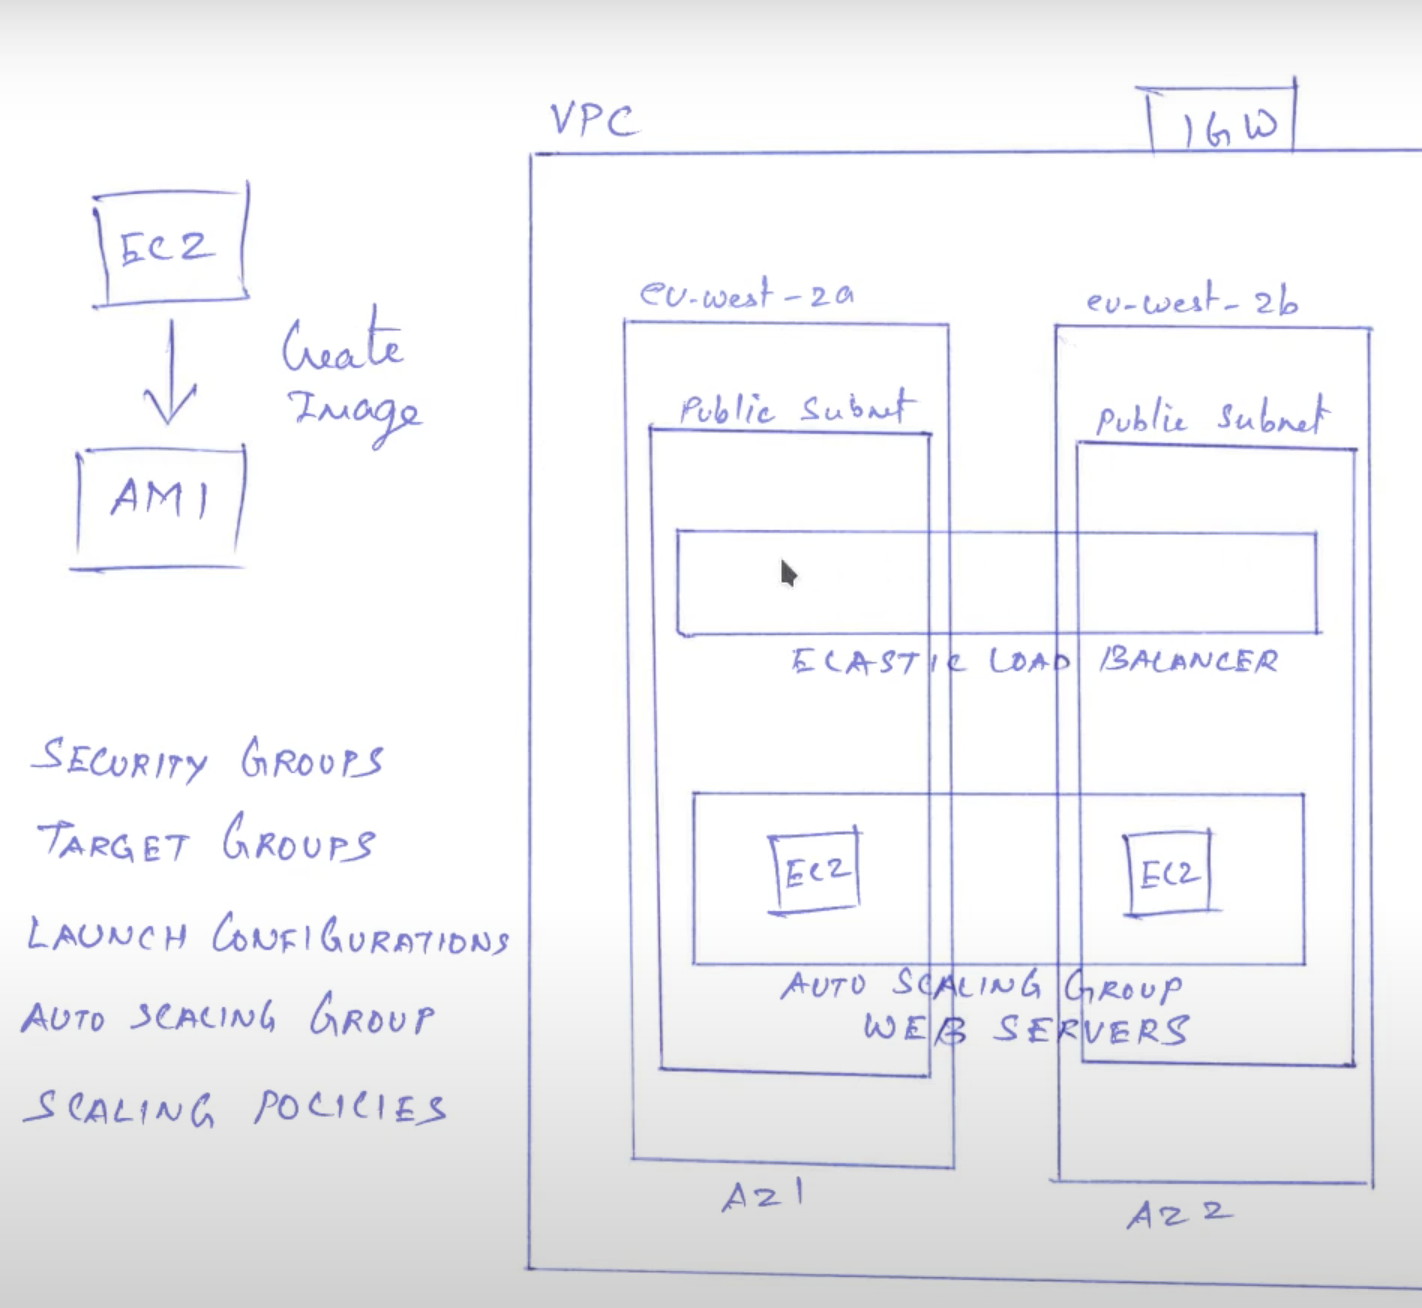 VPC
IGW
EC2
Create
Image
AMI
eu-west-2a
eu-west-2b
Public Subnet
Public Subnet
ELASTIC LOAD BALANCER
SECURITY GROUPS
TARGET GROUPS
LAUNCH CONFIGURATIONS
AUTO SCALING GROUP
SCALING POLICIES
EC2
EC2
AUTO SCALING GROUP
WEB SERVERS
AZ1
AZ2